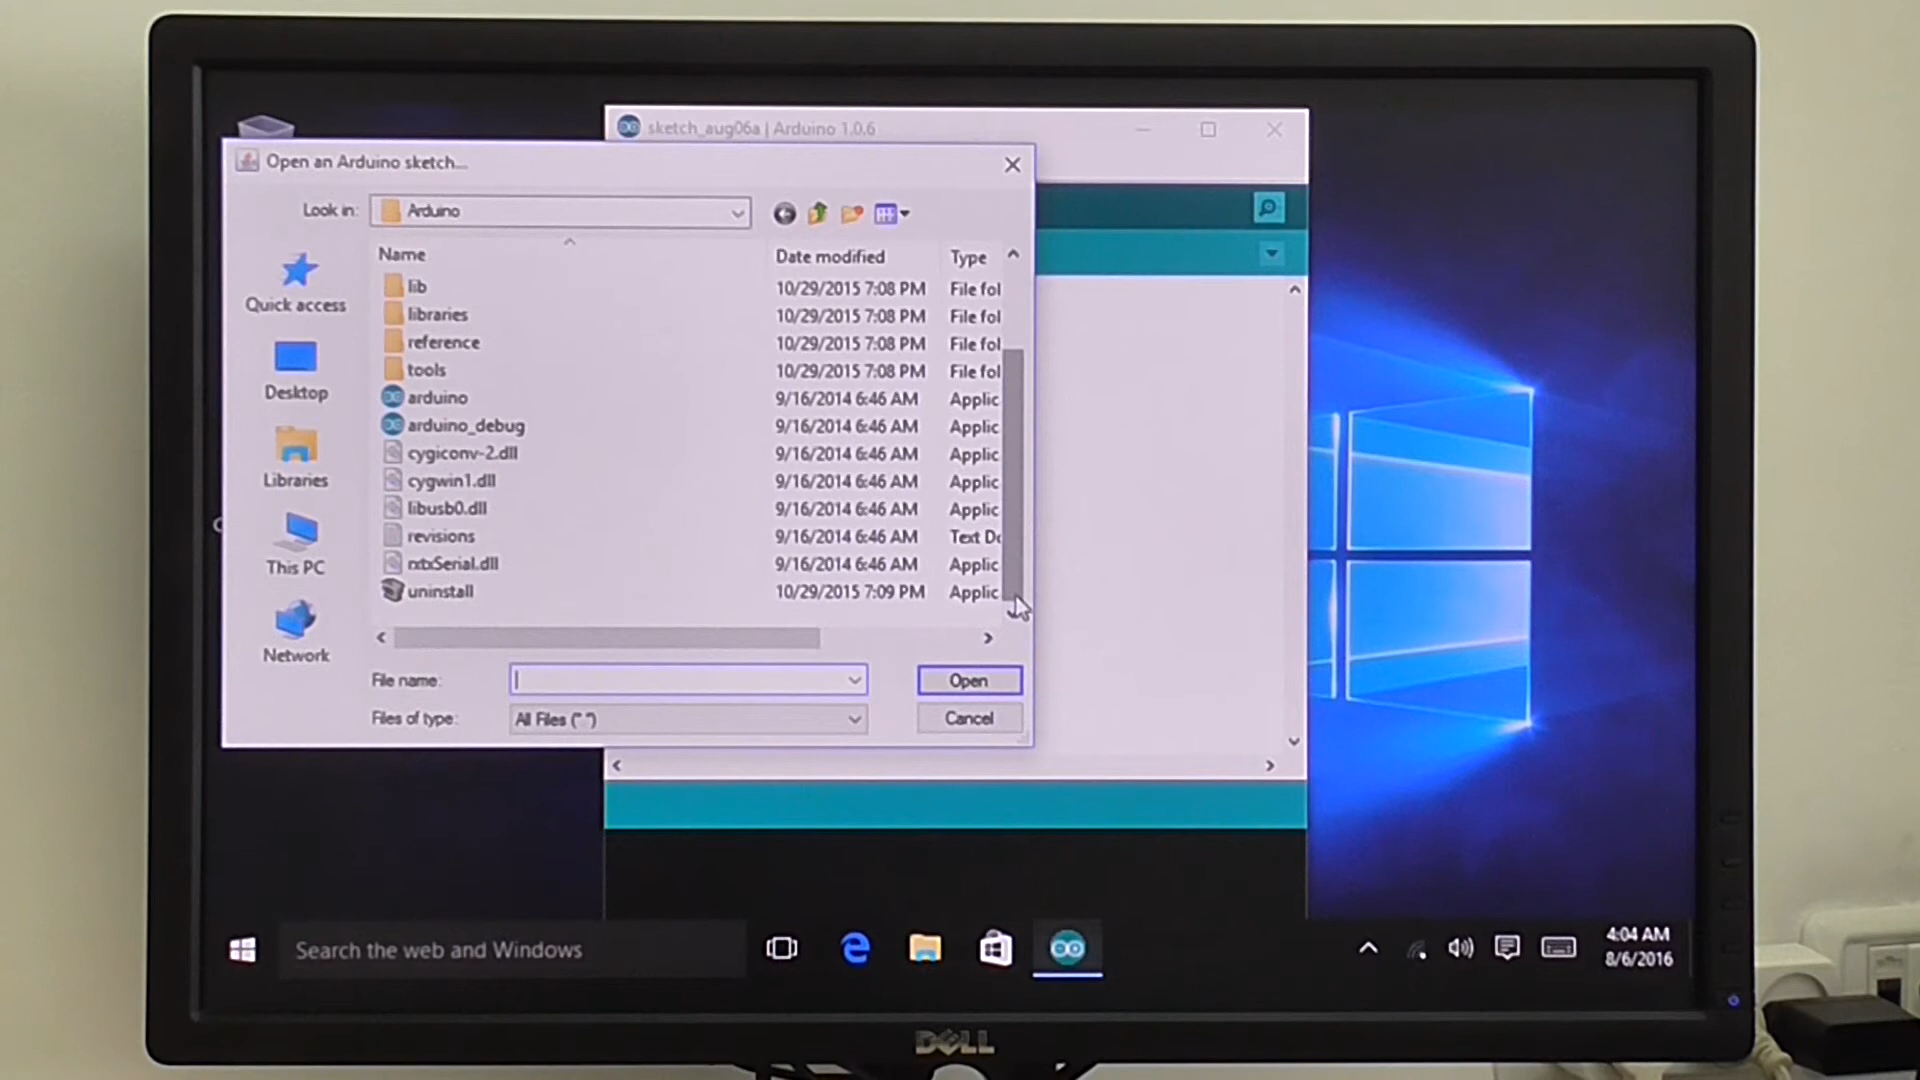 sketch_aug06a | Arduino 1.0.6
Open an Arduino sketch...
Look in: Arduino
Name Date modified Type
lib 10/29/2015 7:08 PM File fol
libraries 10/29/2015 7:08 PM File fol
reference 10/29/2015 7:08 PM File fol
tools 10/29/2015 7:08 PM File fol
arduino 9/16/2014 6:46 AM Applic
arduino_debug 9/16/2014 6:46 AM Applic
cygiconv-2.dll 9/16/2014 6:46 AM Applic
cygwin1.dll 9/16/2014 6:46 AM Applic
libusb0.dll 9/16/2014 6:46 AM Applic
revisions 9/16/2014 6:46 AM Text Dc
rxtxSerial.dll 9/16/2014 6:46 AM Applic
uninstall 10/29/2015 7:09 PM Applic
Quick access
Desktop
Libraries
This PC
Network
File name: Open
Files of type: All Files (*.*) Cancel
Search the web and Windows
4:04 AM
8/6/2016
DELL